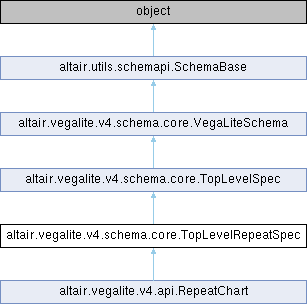 object
altair.utils.schemapi.SchemaBase
altair.vegalite.v4.schema.core.VegaLiteSchema
altair.vegalite.v4.schema.core.TopLevelSpec
altair.vegalite.v4.schema.core.TopLevelRepeatSpec
altair.vegalite.v4.api.RepeatChart